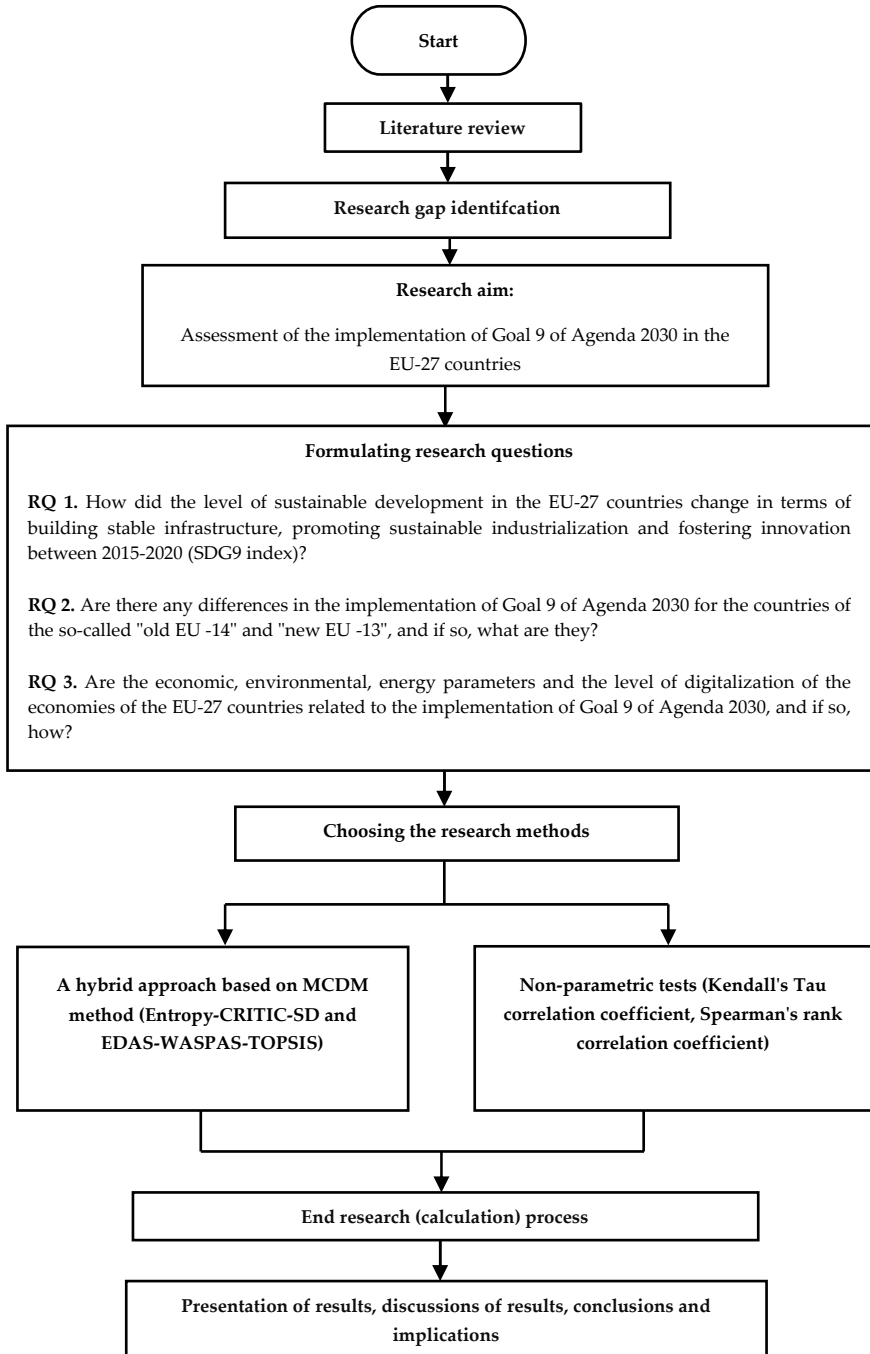 Start
Literature review
Research gap identifcation
Research aim:
Assessment of the implementation of Goal 9 of Agenda 2030 in the
EU-27 countries
Formulating research questions
RQ 1. How did the level of sustainable development in the EU-27 countries change in terms of
building stable infrastructure, promoting sustainable industrialization and fostering innovation
between 2015-2020 (SDG9 index)?
RQ 2. Are there any differences in the implementation of Goal 9 of Agenda 2030 for the countries of
the so-called "old EU -14" and "new EU -13", and if so, what are they?
RQ 3. Are the economic, environmental, energy parameters and the level of digitalization of the
economies of the EU-27 countries related to the implementation of Goal 9 of Agenda 2030, and if so,
how?
Choosing the research methods
A hybrid approach based on MCDM
method (Entropy-CRITIC-SD and
EDAS-WASPAS-TOPSIS)
Non-parametric tests (Kendall's Tau
correlation coefficient, Spearman's rank
correlation coefficient)
End research (calculation) process
Presentation of results, discussions of results, conclusions and
implications